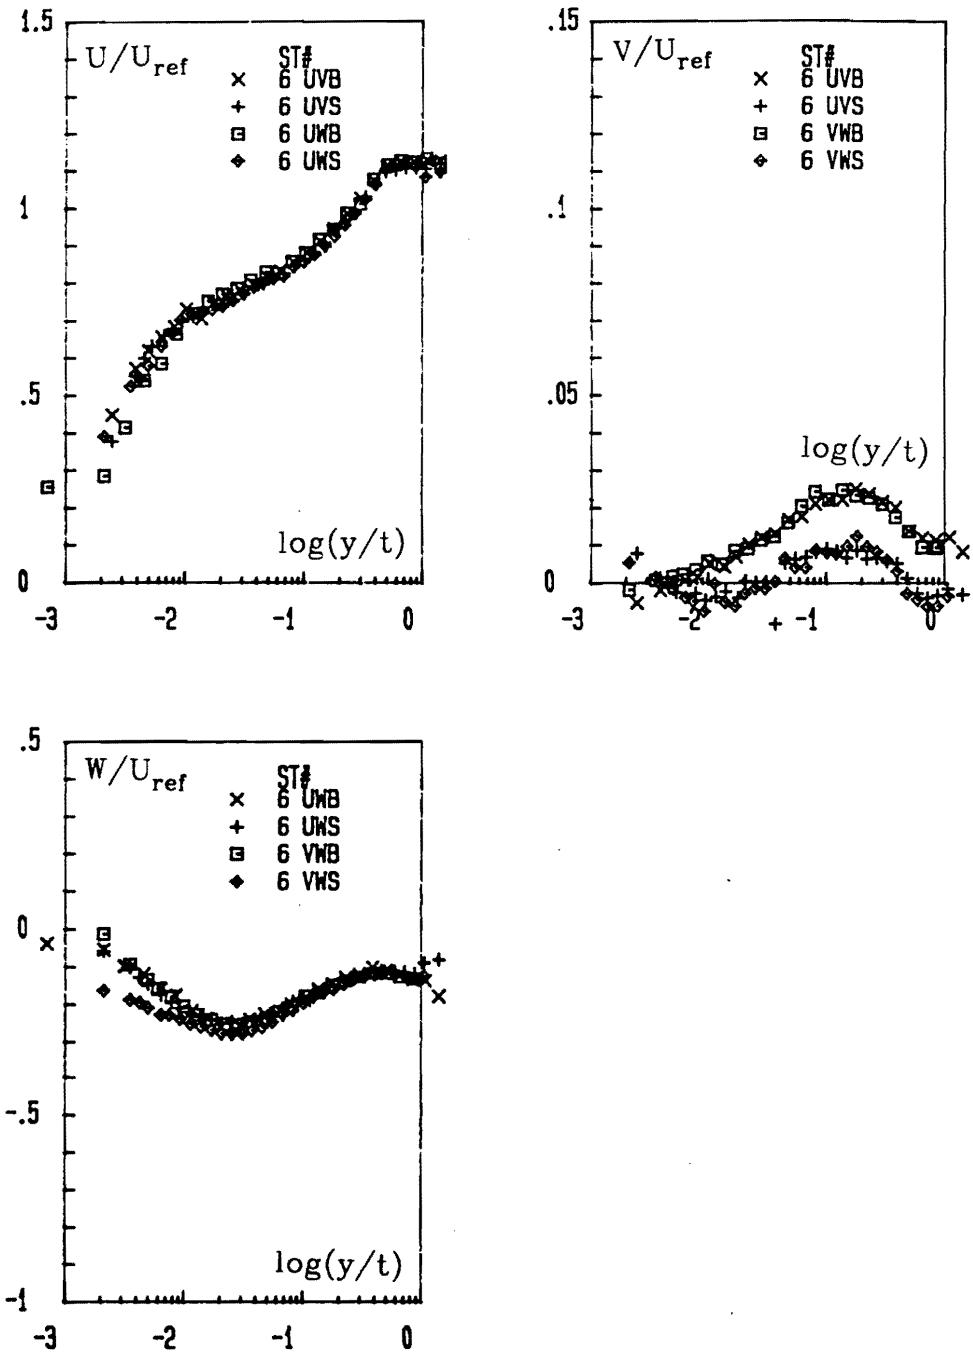 1.5
U/Uref
ST#
× 6 UVB
+ 6 UVS
6 UWB
6 UWS
1
.5
0
log(y/t)
-3 -2 -1 0
.15
V/Uref
ST#
× 6 UVB
+ 6 UVS
6 VWB
6 VWS
.1
.05
log(y/t)
0
-3 -2 -1 0
.5
W/Uref
ST#
× 6 UWB
+ 6 UWS
6 VWB
6 VWS
0
-.5
log(y/t)
-1
-3 -2 -1 0